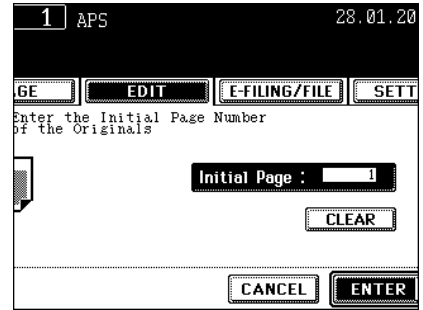 1 APS 28.01.20
GE EDIT E-FILING/FILE SETT
Enter the Initial Page Number
of the Originals
Initial Page : 1
CLEAR
CANCEL ENTER